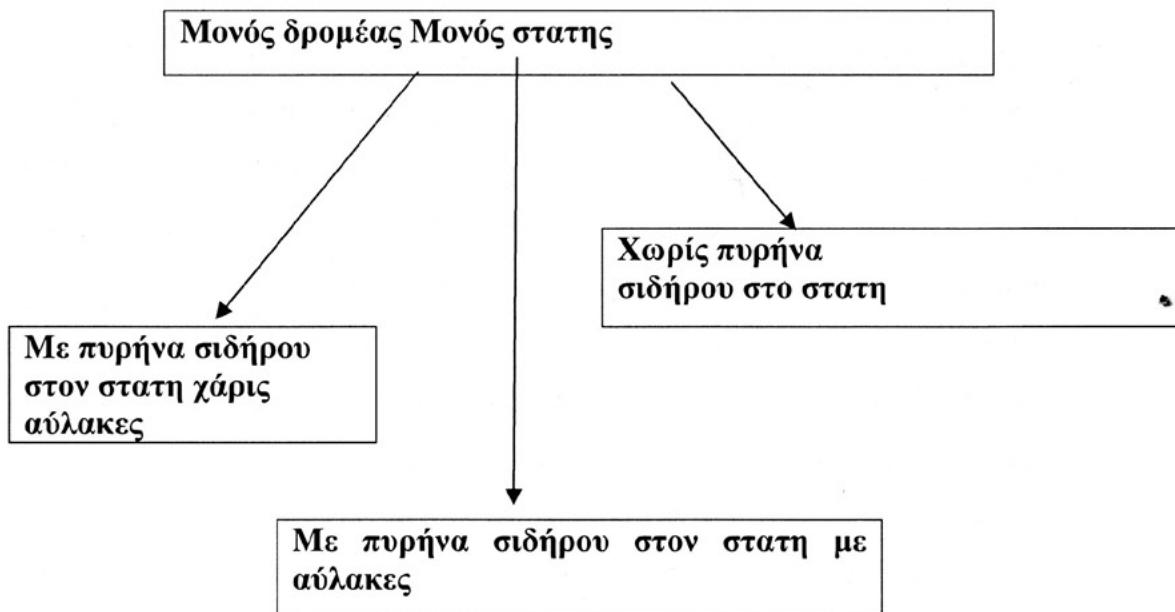 Μονός δρομέας Μονός στατης
Χωρίς πυρήνα
σιδήρου στο στατη
Με πυρήνα σιδήρου
στον στατη χάρις
αύλακες
Με πυρήνα σιδήρου στον στατη με
αύλακες